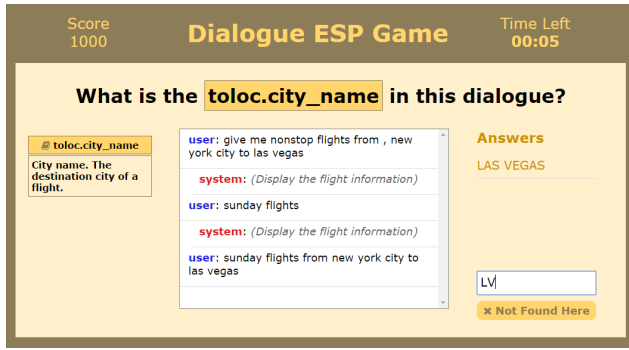 Score
1000
Dialogue ESP Game
Time Left
00:05
What is the toloc.city_name in this dialogue?
toloc.city_name
City name. The
destination city of a
flight.
user: give me nonstop flights from , new
york city to las vegas
system: (Display the flight information)
user: sunday flights
system: (Display the flight information)
user: sunday flights from new york city to
las vegas
Answers
LAS VEGAS
LV
✖ Not Found Here